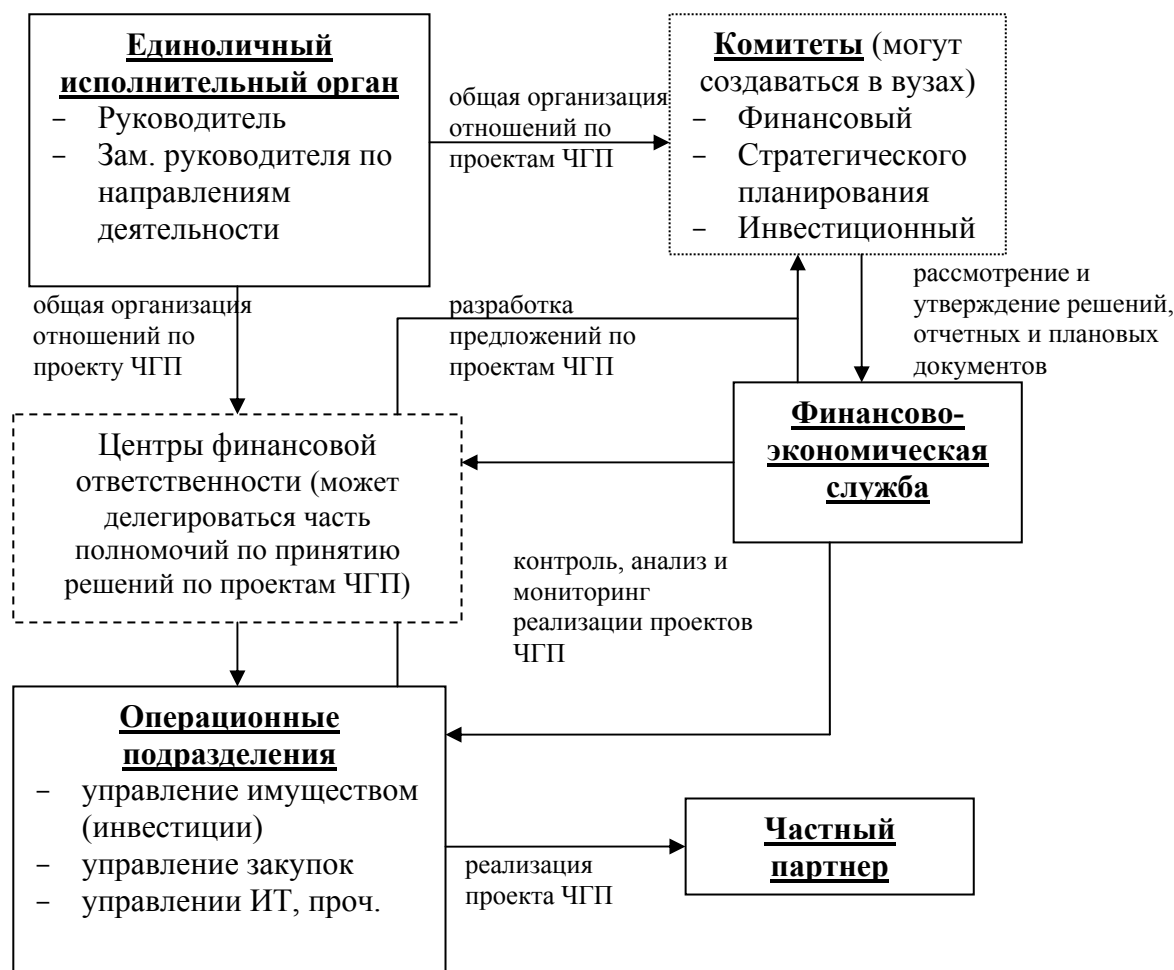 Единоличный
исполнительный орган
- Руководитель
- Зам. руководителя по
направлениям
деятельности
общая организация
отношений по
проектам ЧГП
Комитеты (могут
создаваться в вузах)
- Финансовый
- Стратегического
планирования
- Инвестиционный
общая организация
отношений по
проекту ЧГП
разработка
предложений по
проектам ЧГП
рассмотрение и
утверждение решений,
отчетных и плановых
документов
Центры финансовой
ответственности (может
делегироваться часть
полномочий по принятию
решений по проектам ЧГП)
Финансово-
экономическая
служба
контроль, анализ и
мониторинг
реализации проектов
ЧГП
Операционные
подразделения
- управление имуществом
(инвестиции)
- управление закупок
- управлении ИТ, проч.
реализация
проекта ЧГП
Частный
партнер